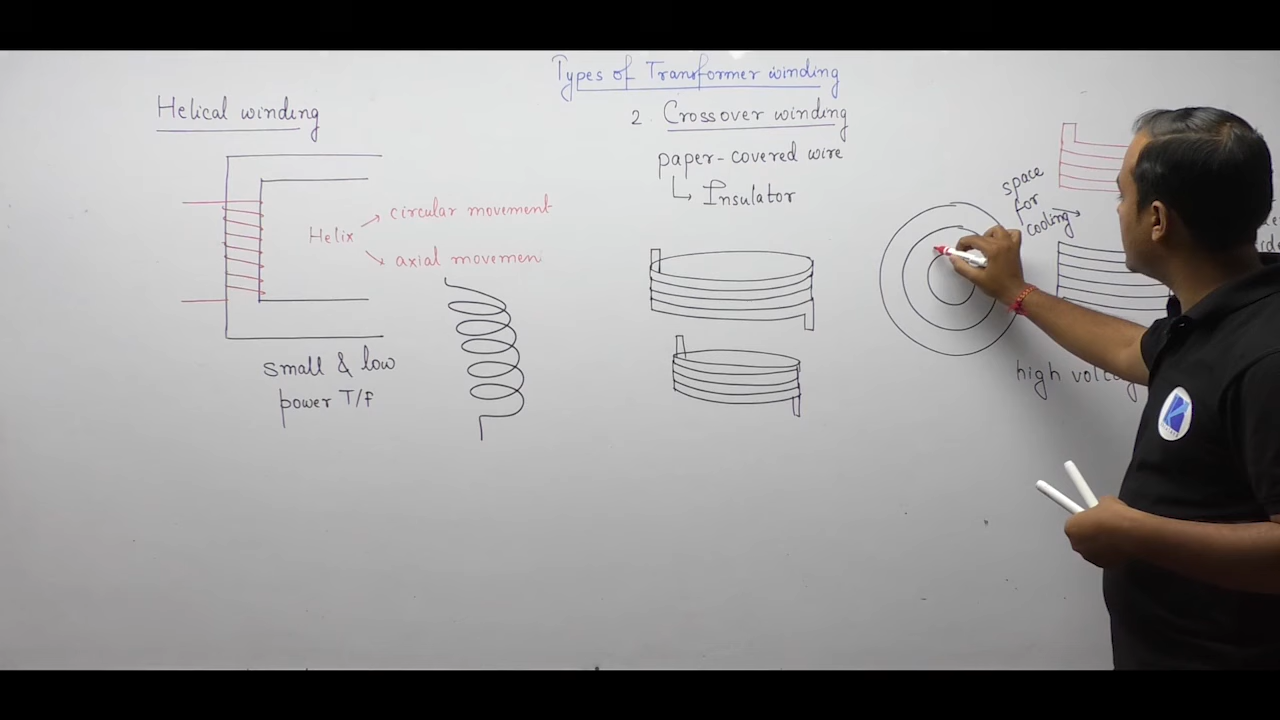 Types of Transformer winding
Helical winding
Helix
circular movement
axial movemen
small & low
power T/F
2. Crossover winding
paper-covered wire
Insulator
space
for
cooling
high